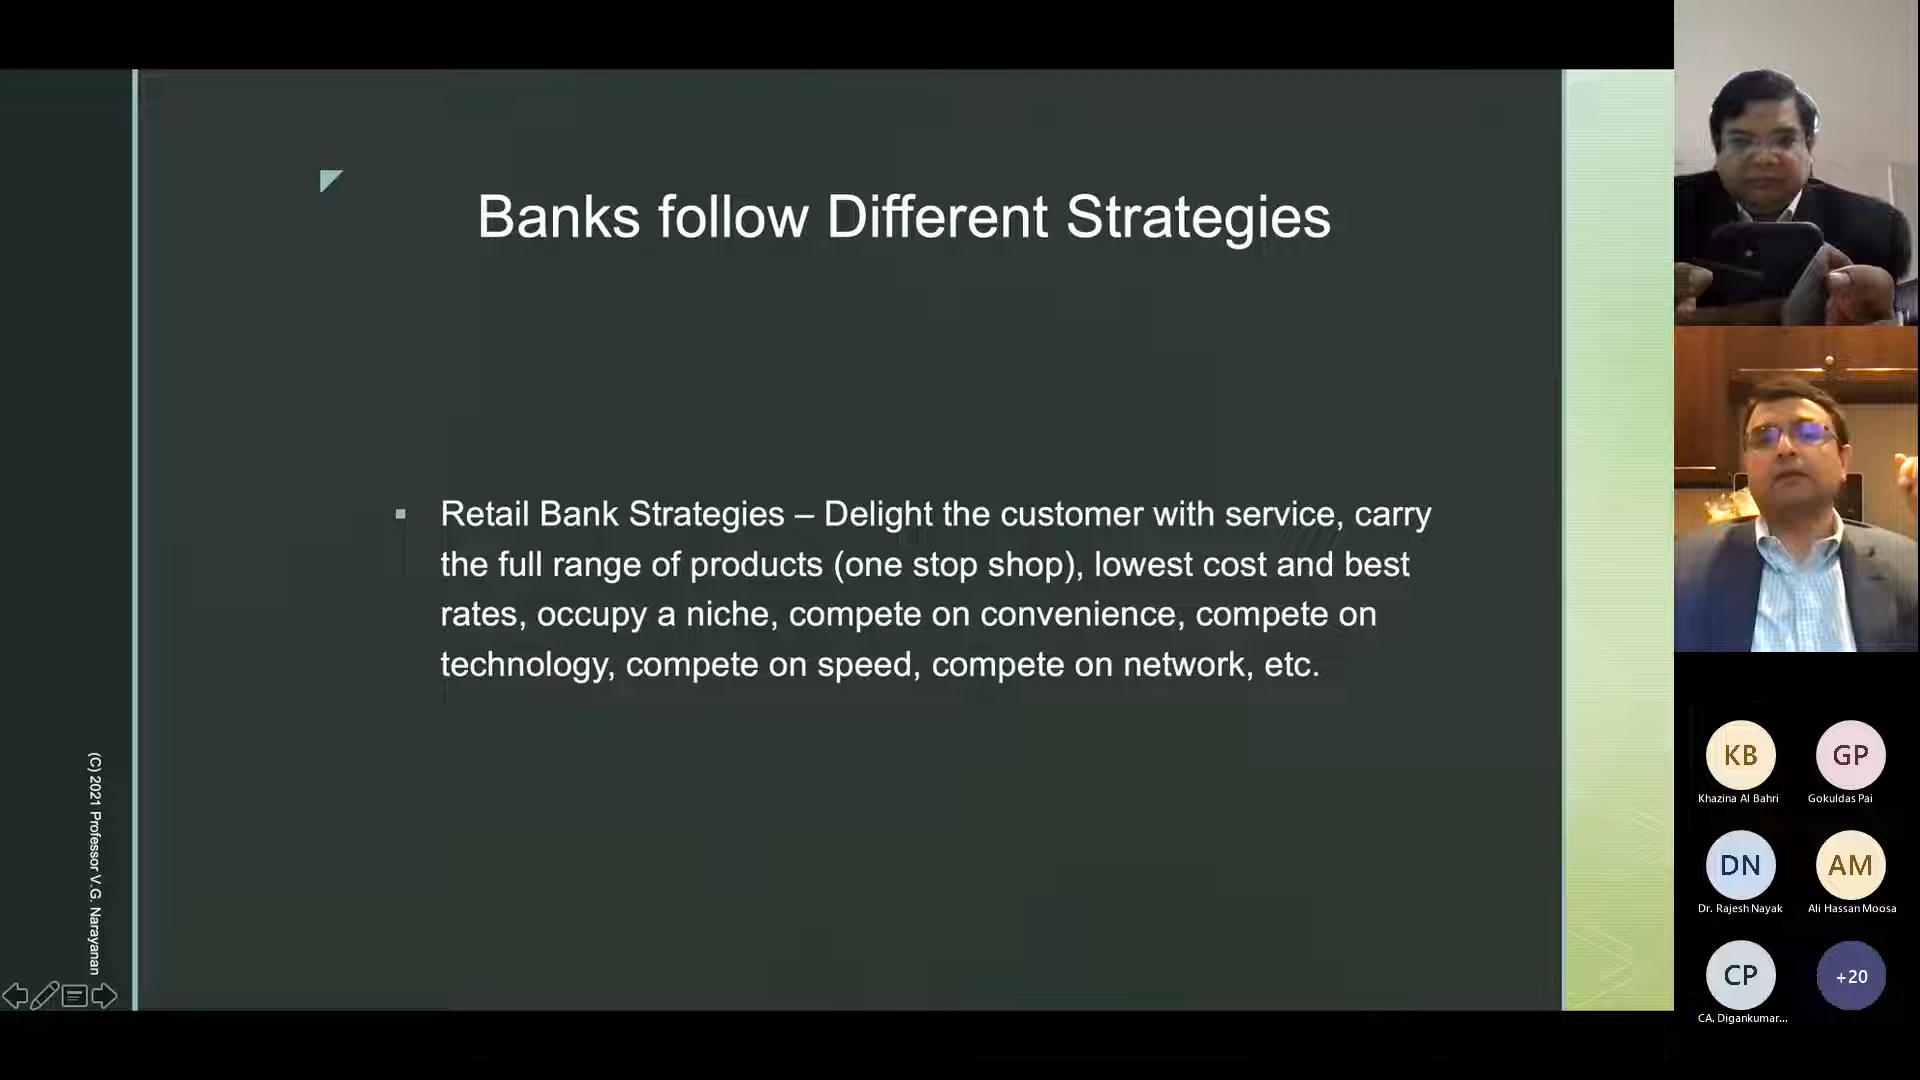 Banks follow Different Strategies
▪ Retail Bank Strategies – Delight the customer with service, carry
the full range of products (one stop shop), lowest cost and best
rates, occupy a niche, compete on convenience, compete on
technology, compete on speed, compete on network, etc.
(C) 2021 Professor V.G. Narayanan
KB
GP
Khazina Al Bahri
Gokuldas Pai
DN
AM
Dr. Rajesh Nayak
Ali Hassan Moosa
CP
+20
CA. Digankumar...